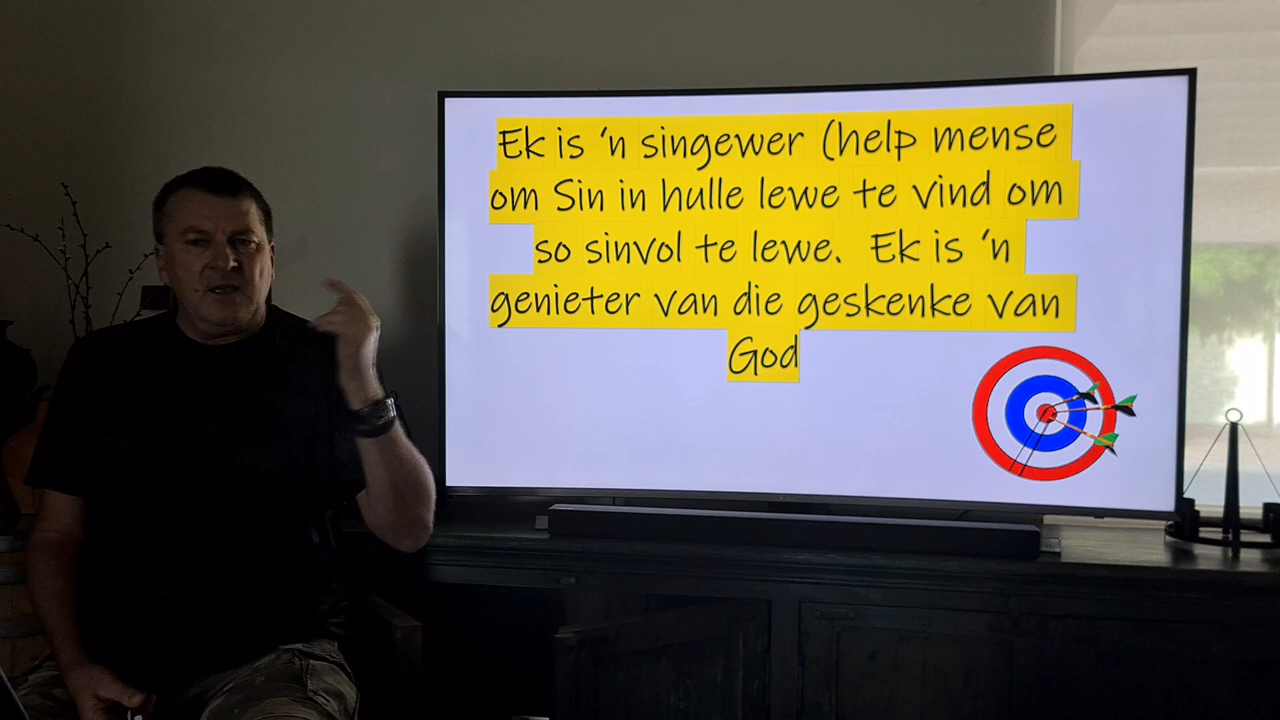 Ek is 'n singewer (help mense
om Sin in hulle lewe te vind om
so sinvol te lewe. Ek is 'n
genieter van die geskenke van
God